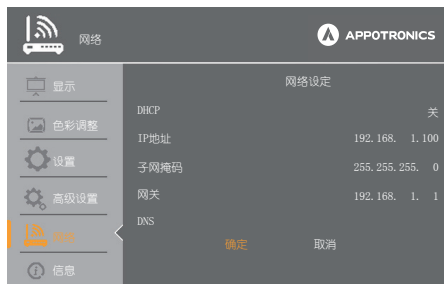 网络
APPOTRONICS
显示
色彩调整
设置
高级设置
网络
信息
网络设定
DHCP 关
IP地址 192.168. 1.100
子网掩码 255.255.255. 0
网关 192.168. 1. 1
DNS
确定 取消